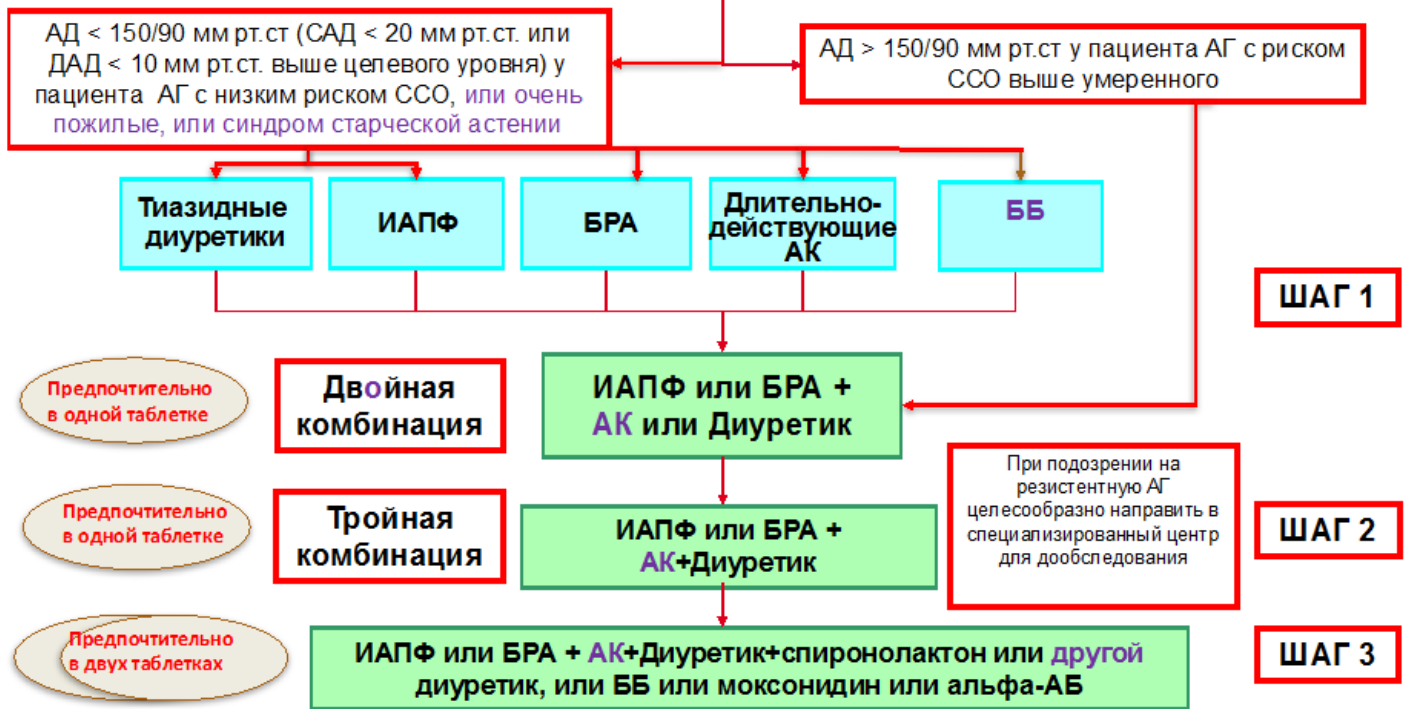 АД < 150/90 мм рт.ст (САД < 20 мм рт.ст. или
ДАД < 10 мм рт.ст. выше целевого уровня) у
пациента АГ с низким риском ССО, или очень
пожилые, или синдром старческой астении
АД > 150/90 мм рт.ст у пациента АГ с риском
ССО выше умеренного
Тиазидные
диуретики
ИАПФ
БРА
Длительно-
действующие
АК
ББ
ШАГ 1
Предпочтительно
в одной таблетке
Двойная
комбинация
ИАПФ или БРА +
АК или Диуретик
Предпочтительно
в одной таблетке
Тройная
комбинация
ИАПФ или БРА +
АК+Диуретик
При подозрении на
резистентную АГ
целесообразно направить в
специализированный центр
для дообследования
ШАГ 2
Предпочтительно
в двух таблетках
ИАПФ или БРА + АК+Диуретик+спиронолактон или другой
диуретик, или ББ или моксонидин или альфа-АБ
ШАГ 3